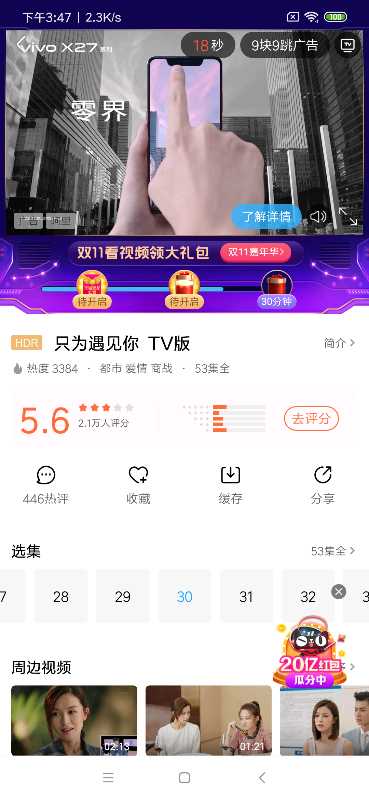 下午3:47 | 2.3K/s
100
vivo X27 系列
18 秒
9块9跳广告
TV
零界
广告
阿里
了解详情
双11看视频领大礼包
双11嘉年华>
待开启
待开启
30分钟
HDR
只为遇见你 TV版
简介
热度 3384 · 都市 爱情 商战 · 53集全
5.6
2.1万人评分
去评分
446热评
收藏
缓存
分享
选集
53集全
7
28
29
30
31
32
3
周边视频
20亿红包
瓜分中
02:13
01:21